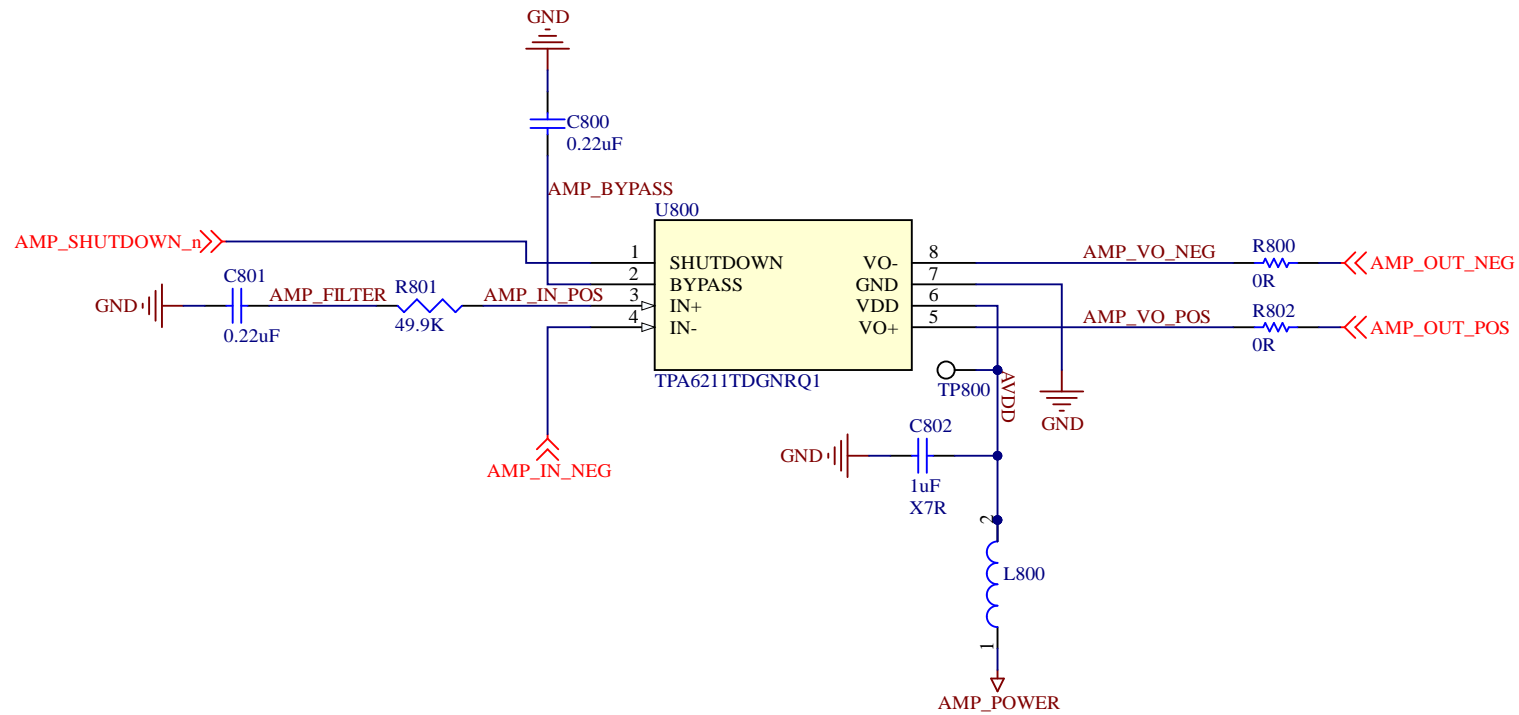 GND
C800
0.22uF
AMP_BYPASS
U800
AMP_SHUTDOWN_n
1
SHUTDOWN
2
BYPASS
3
IN+
4
IN-
VO-
8
GND
7
VDD
6
VO+
5
TPA6211TDGNRQ1
GND
C801
0.22uF
AMP_FILTER
R801
49.9K
AMP_IN_POS
AMP_IN_NEG
AMP_VO_NEG
R800
0R
AMP_OUT_NEG
AMP_VO_POS
R802
0R
AMP_OUT_POS
TP800
AVDD
GND
GND
C802
1uF
X7R
2
L800
1
AMP_POWER